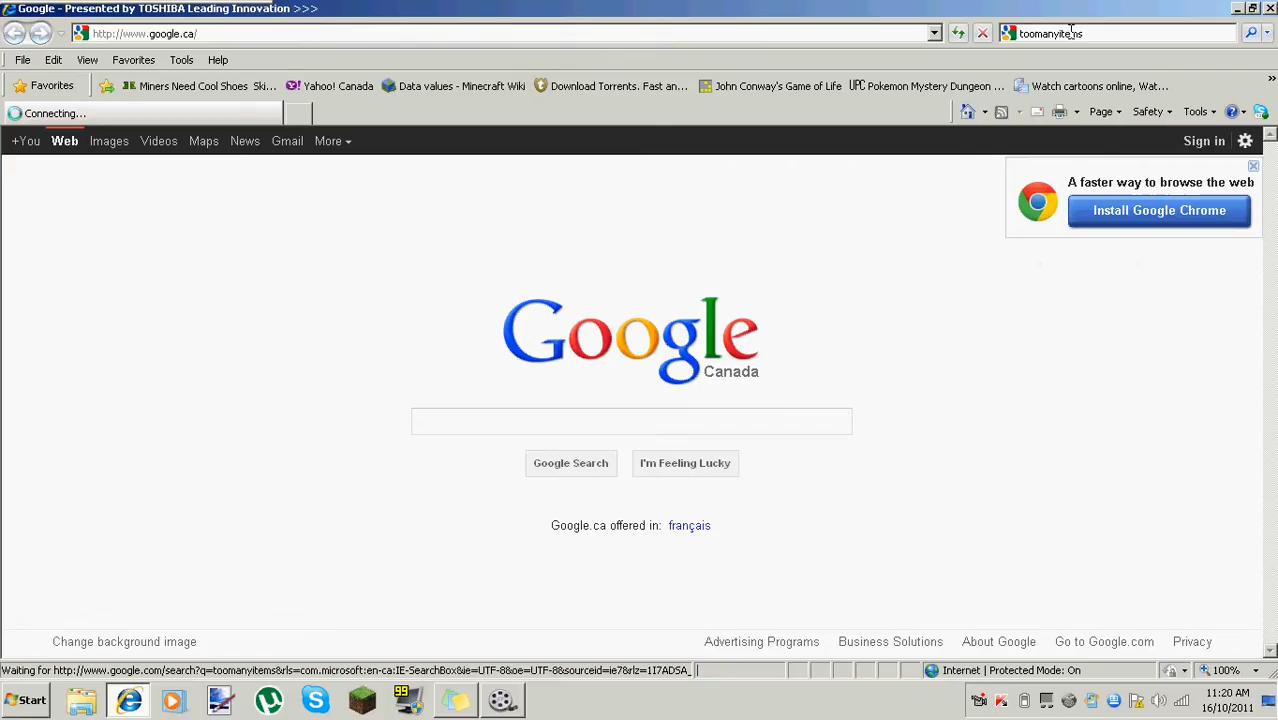 Google - Presented by TOSHIBA Leading Innovation >>>
http://www.google.ca/
toomanyitems
File Edit View Favorites Tools Help
Favorites Miners Need Cool Shoes Ski... Yahoo! Canada Data values - Minecraft Wiki Download Torrents. Fast an... John Conway's Game of Life UPC Pokemon Mystery Dungeon ... Watch cartoons online, Wat...
Connecting...
Page Safety Tools
+You Web Images Videos Maps News Gmail More Sign in
A faster way to browse the web
Install Google Chrome
Google
Canada
Google Search I'm Feeling Lucky
Google.ca offered in: français
Change background image Advertising Programs Business Solutions About Google Go to Google.com Privacy
Waiting for http://www.google.com/search?q=toomanyitems&rls=com.microsoft:en-ca:IE-SearchBox&ie=UTF-8&oe=UTF-8&sourceid=ie7&rlz=1I7ADSA_ Internet | Protected Mode: On 100%
Start 99 11:20 AM
16/10/2011